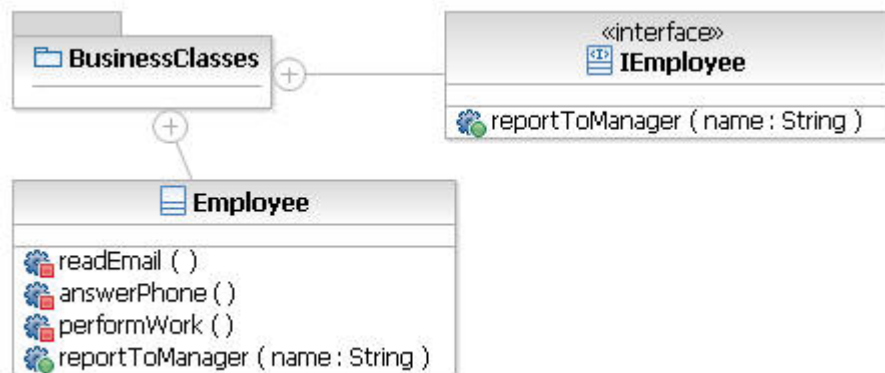 BusinessClasses
«interface»
IEmployee
reportToManager ( name : String )
Employee
readEmail ( )
answerPhone ( )
performWork ( )
reportToManager ( name : String )